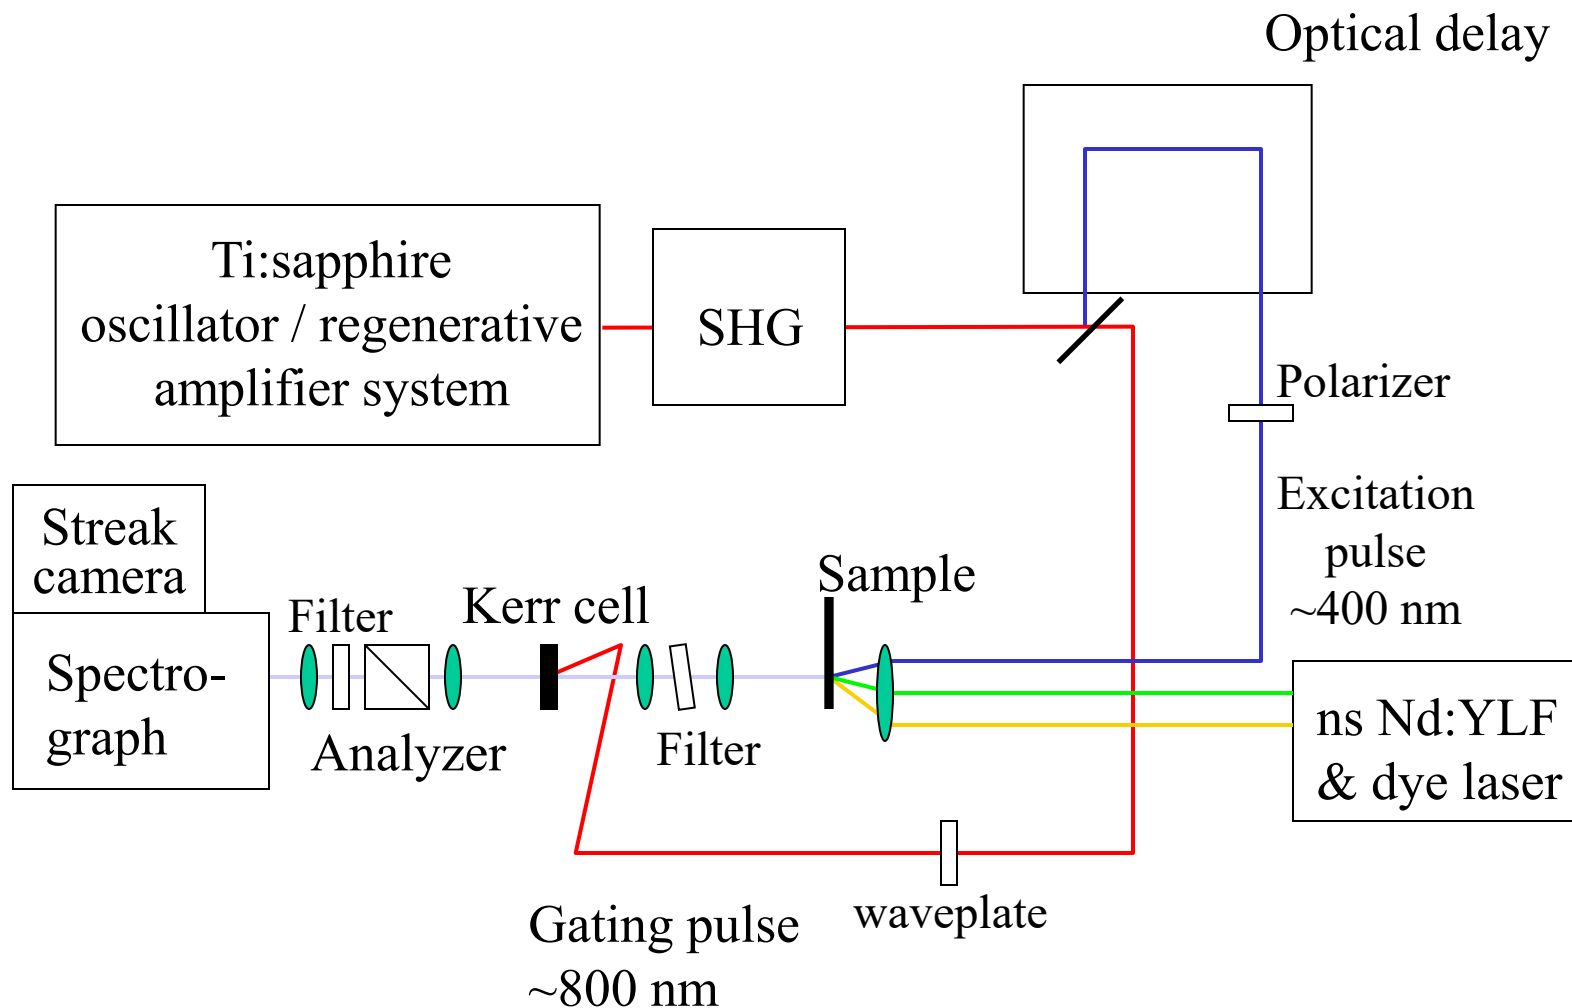 Optical delay
Ti:sapphire
oscillator / regenerative
amplifier system
SHG
Polarizer
Excitation
pulse
~400 nm
Streak
camera
Filter
Kerr cell
Sample
Spectro-
graph
Analyzer
Filter
ns Nd:YLF
& dye laser
waveplate
Gating pulse
~800 nm